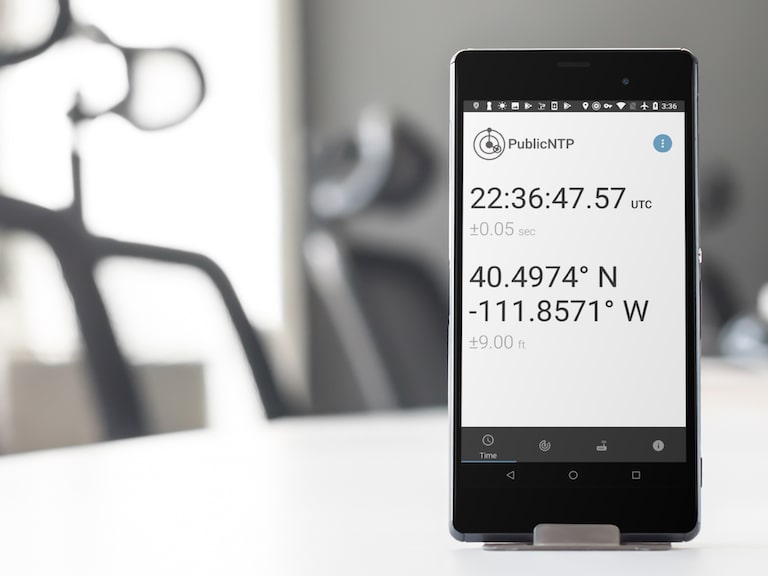 3:36
PublicNTP
22:36:47.57 UTC
±0.05 sec
40.4974° N
-111.8571° W
±9.00 ft
Time